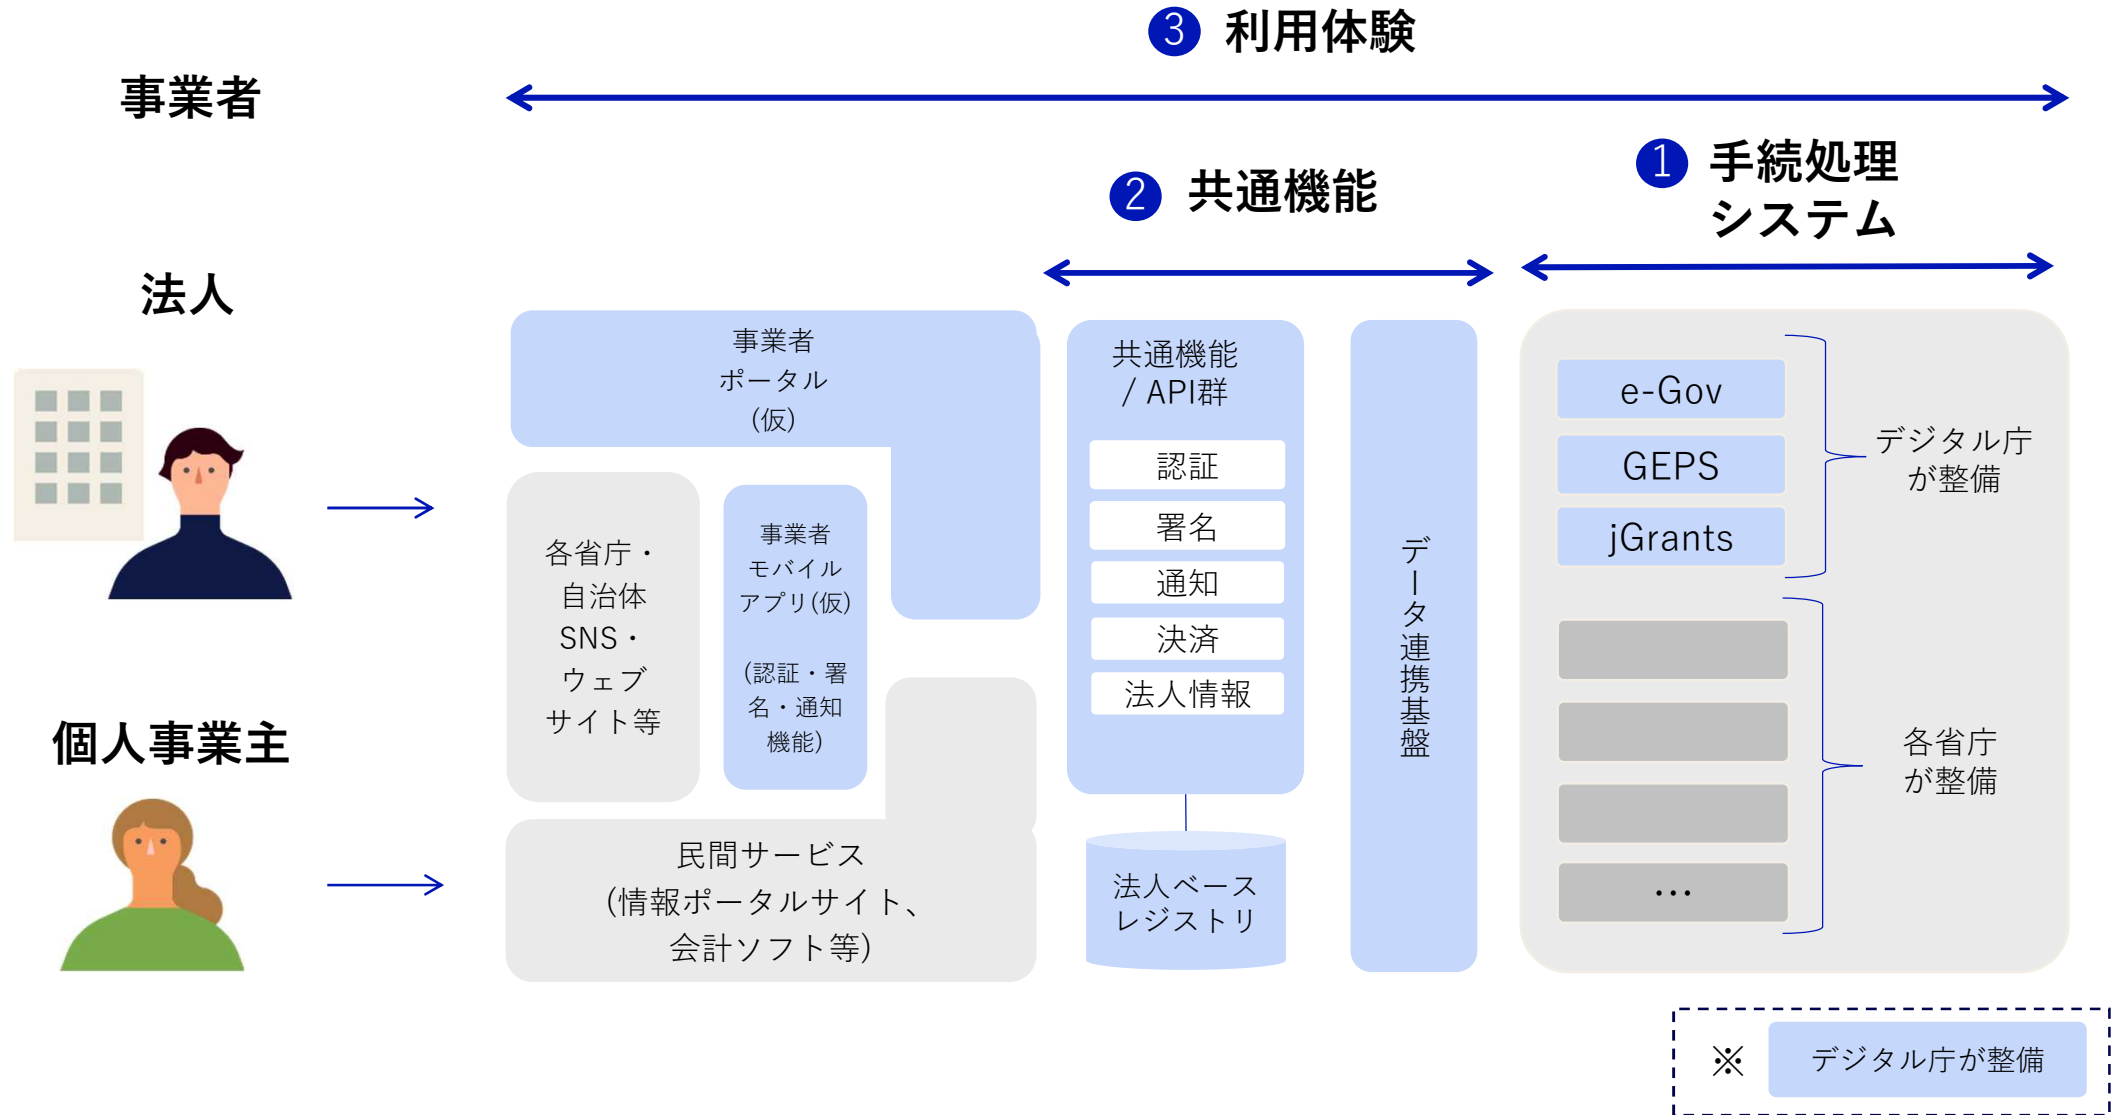 ❸ 利用体験
事業者
❶ 手続処理
システム
❷ 共通機能
法人
個人事業主
事業者
ポータル
(仮)
各省庁・
自治体
SNS・
ウェブ
サイト等
事業者
モバイル
アプリ(仮)
(認証・署
名・通知
機能)
民間サービス
(情報ポータルサイト、
会計ソフト等)
共通機能
/ API群
認証
署名
通知
決済
法人情報
法人ベース
レジストリ
データ連携基盤
e-Gov
GEPS
jGrants
デジタル庁
が整備
…
各省庁
が整備
※ デジタル庁が整備